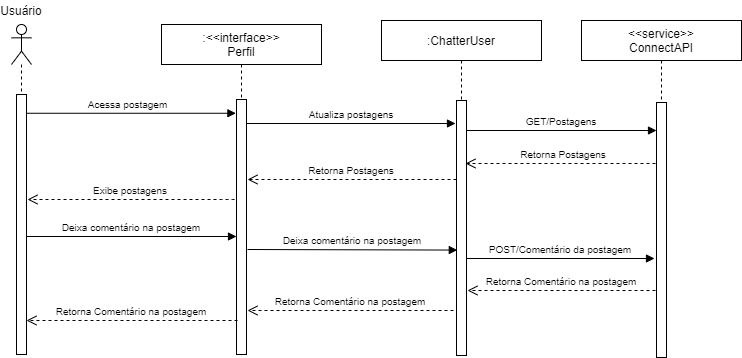 Usuário
:<<interface>>
Perfil
:ChatterUser
<<service>>
ConnectAPI
Acessa postagem
Atualiza postagens
GET/Postagens
Retorna Postagens
Retorna Postagens
Exibe postagens
Deixa comentário na postagem
Deixa comentário na postagem
POST/Comentário da postagem
Retorna Comentário na postagem
Retorna Comentário na postagem
Retorna Comentário na postagem